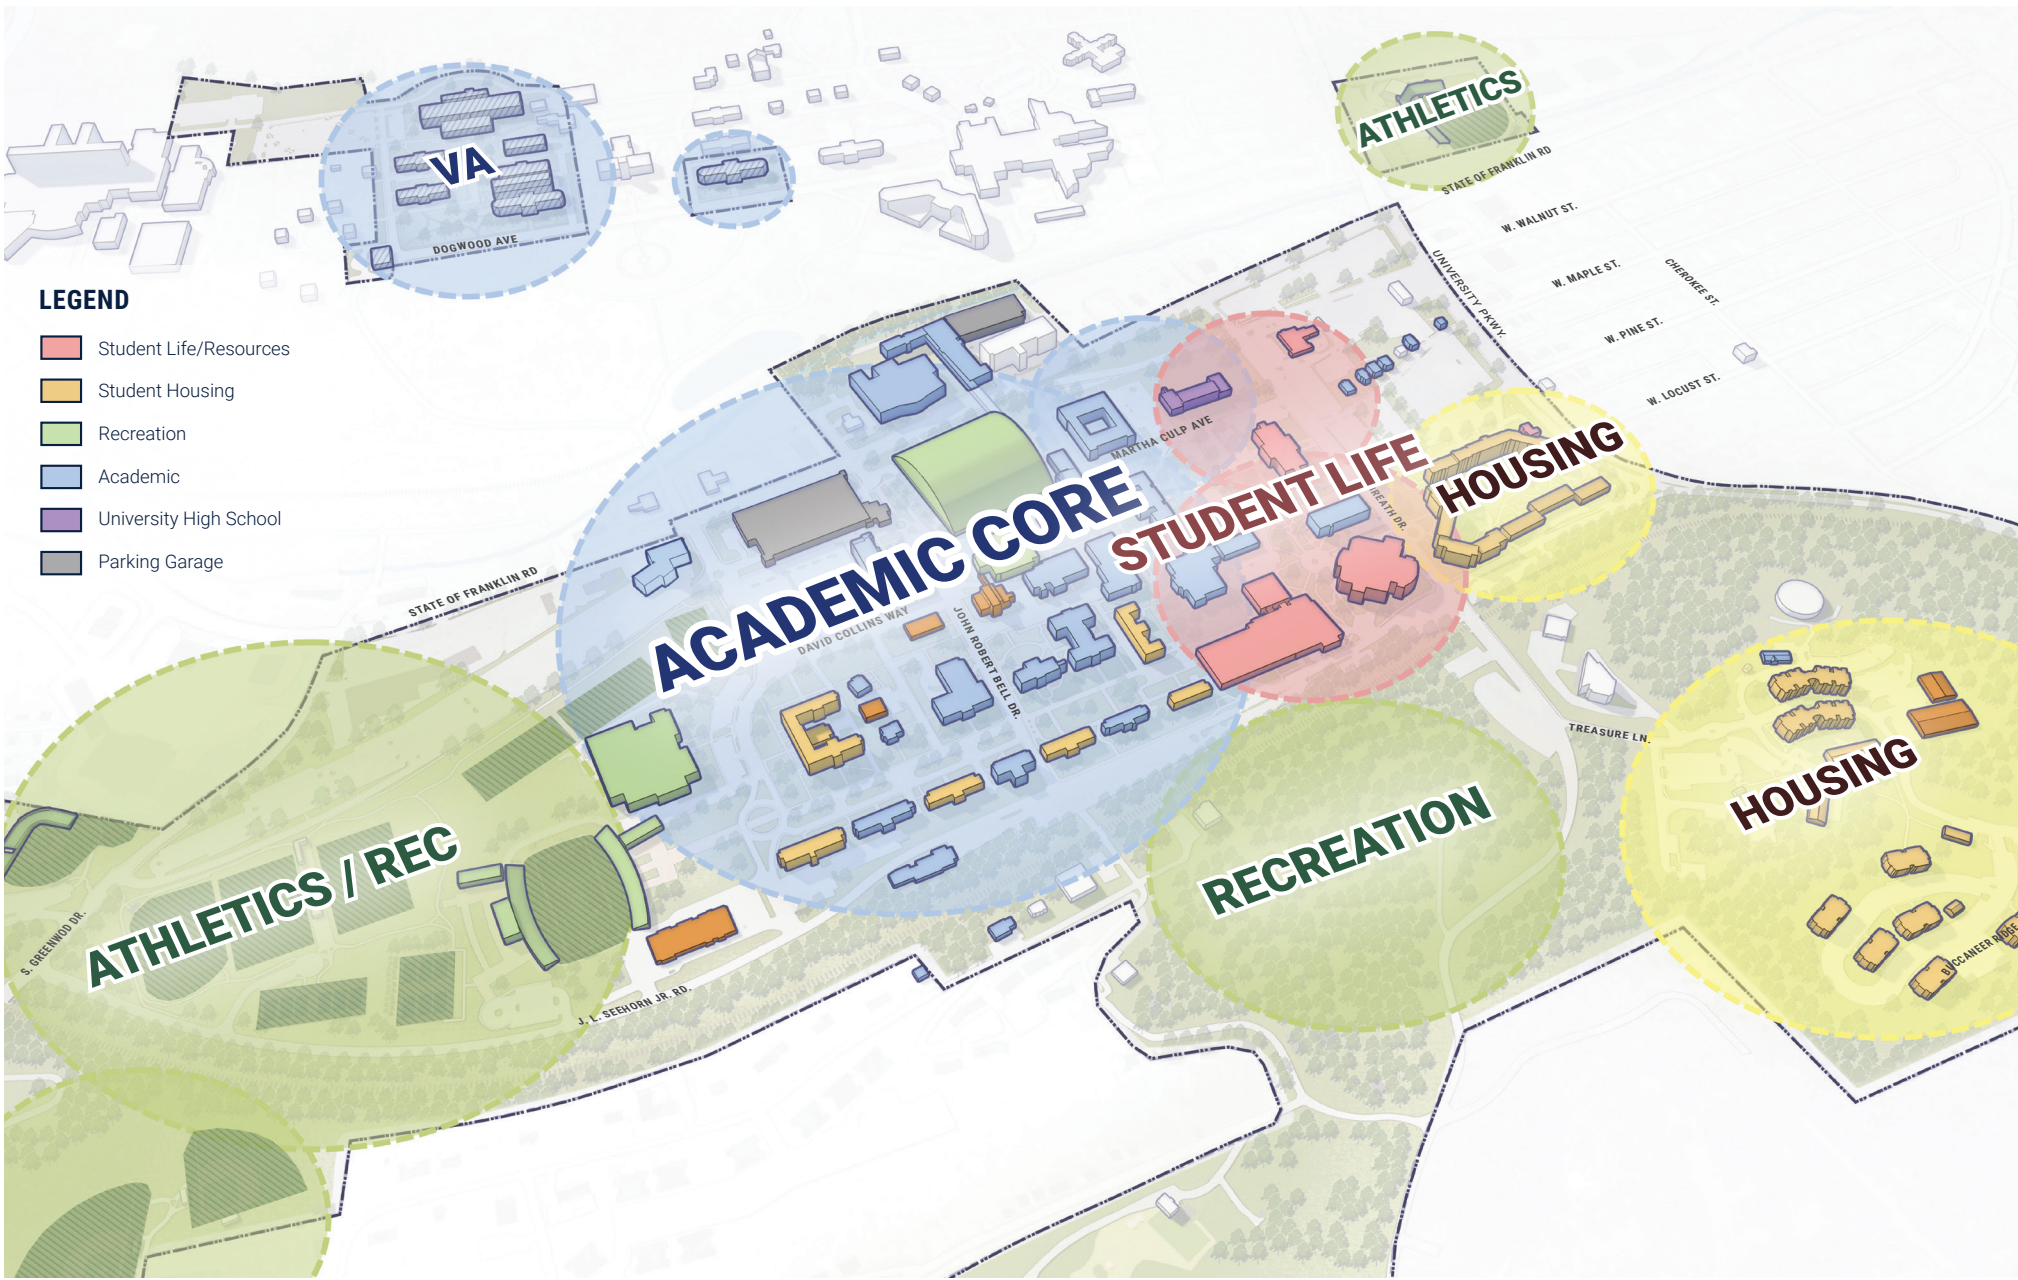 ATHLETICS
STATE OF FRANKLIN RD
VA
W. WALNUT ST.
DOGWOOD AVE
UNIVERSITY PKWY.
W. MAPLE ST.
CHEROKEE ST.
LEGEND
Student Life/Resources
Student Housing
Recreation
Academic
University High School
Parking Garage
W. PINE ST.
W. LOCUST ST.
MARTHA CULP AVE
HOUSING
STUDENT LIFE
ACADEMIC CORE
STATE OF FRANKLIN RD
DAVID COLLINS WAY
JOHN ROBERT BELL DR.
TREASURE LN.
HOUSING
RECREATION
ATHLETICS / REC
S. GREENWOD DR.
BUCCANEER RIDGE
J. L. SEEHORN JR. RD.